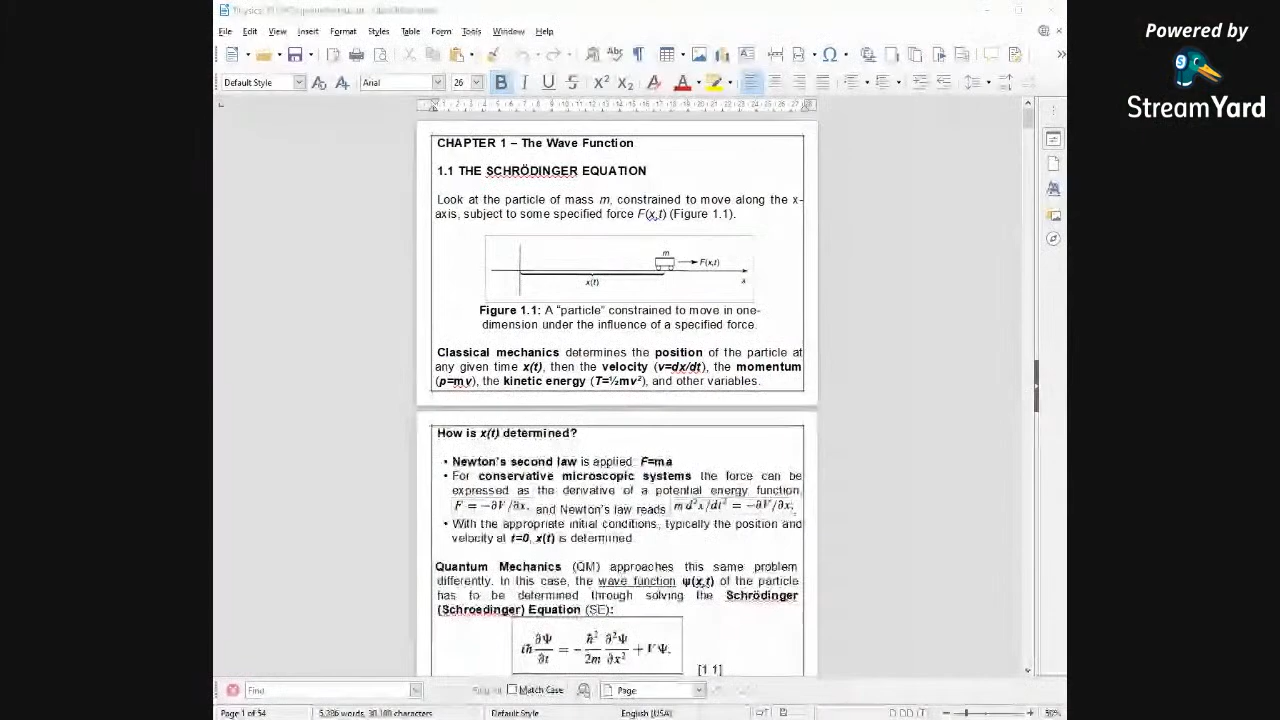 Powered by
StreamYard
File Edit View Insert Format Styles Table Form Tools Window Help
Default Style Arial 26
CHAPTER 1 – The Wave Function
1.1 THE SCHRÖDINGER EQUATION
Look at the particle of mass m, constrained to move along the x-
axis, subject to some specified force F(x,t) (Figure 1.1).
m
F(x,t)
x(t)
x
Figure 1.1: A "particle" constrained to move in one-
dimension under the influence of a specified force.
Classical mechanics determines the position of the particle at
any given time x(t), then the velocity (v=dx/dt), the momentum
(p=mv), the kinetic energy (T=½mv²), and other variables.
How is x(t) determined?
• Newton's second law is applied: F=ma
• For conservative microscopic systems the force can be
expressed as the derivative of a potential energy function,
F = −∂V/∂x, and Newton's law reads m d²x/dt² = −∂V/∂x;
• With the appropriate initial conditions, typically the position and
velocity at t=0, x(t) is determined
Quantum Mechanics (QM) approaches this same problem
differently. In this case, the wave function ψ(x,t) of the particle
has to be determined through solving the Schrödinger
(Schroedinger) Equation (SE):
iħ ∂Ψ/∂t = − ħ²/2m ∂²Ψ/∂x² + VΨ.
[1 1]
Find Match Case Page
Page 1 of 54 Default Style English (USA) 50%